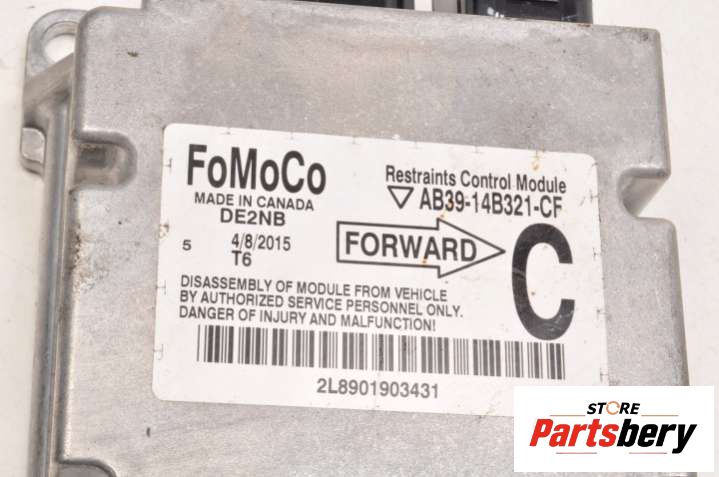 FoMoCo
MADE IN CANADA
DE2NB
5 4/8/2015
T6
Restraints Control Module
AB39-14B321-CF
FORWARD
C
DISASSEMBLY OF MODULE FROM VEHICLE
BY AUTHORIZED SERVICE PERSONNEL ONLY.
DANGER OF INJURY AND MALFUNCTION!
2L8901903431
STORE
Partsbery